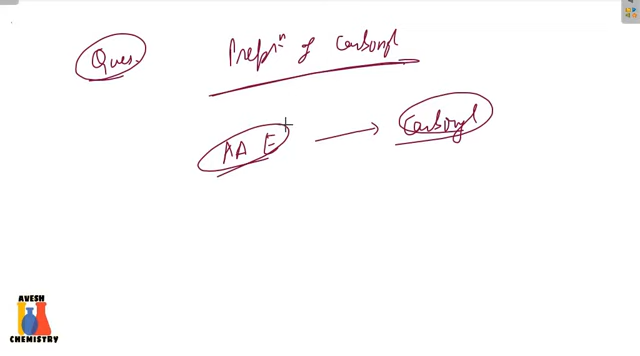 Ques. Prepⁿ of Carbonyl
AA E → Carbonyl
AVESH
CHEMISTRY